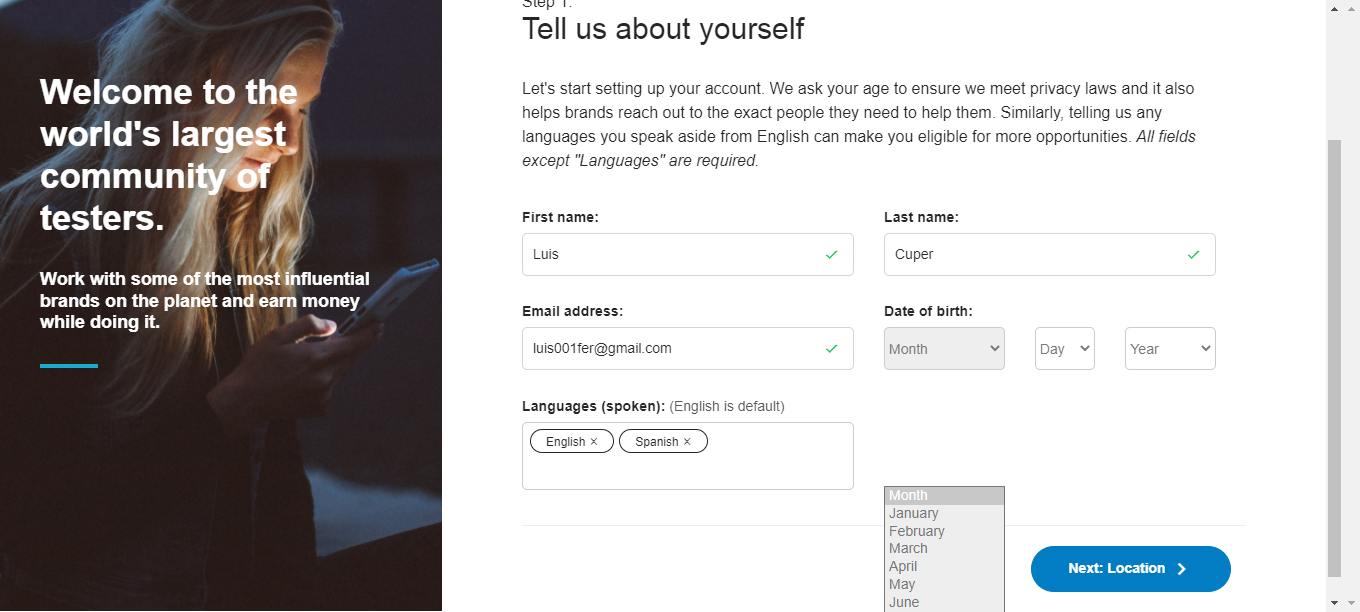 Welcome to the
world's largest
community of
testers.
Work with some of the most influential
brands on the planet and earn money
while doing it.
Step 1:
Tell us about yourself
Let's start setting up your account. We ask your age to ensure we meet privacy laws and it also
helps brands reach out to the exact people they need to help them. Similarly, telling us any
languages you speak aside from English can make you eligible for more opportunities. All fields
except "Languages" are required.
First name:
Last name:
Luis
Cuper
Email address:
Date of birth:
luis001fer@gmail.com
Month
Day
Year
Languages (spoken): (English is default)
English ×
Spanish ×
Month
January
February
March
April
May
June
Next: Location